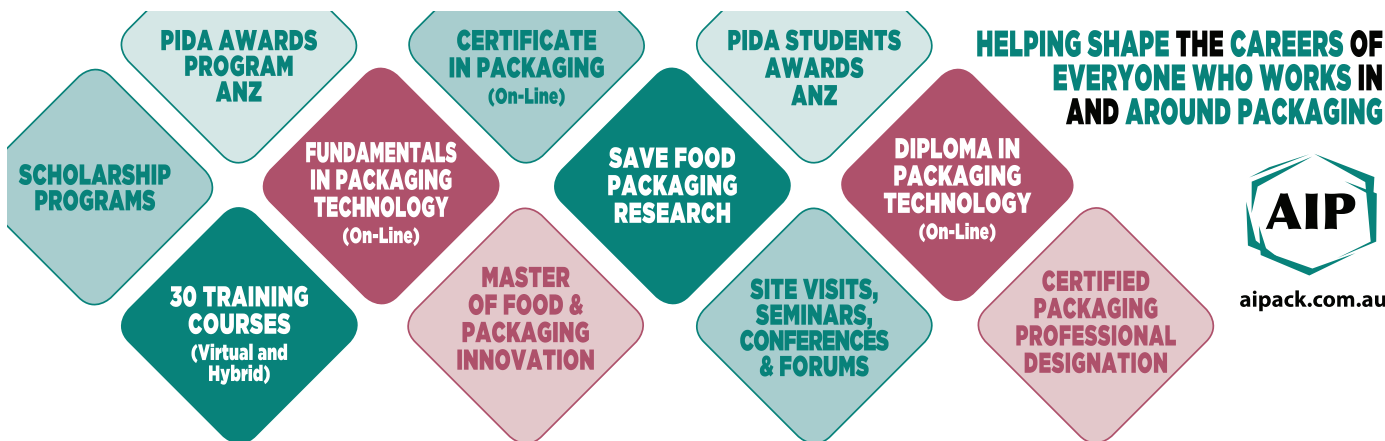 PIDA AWARDS
PROGRAM
ANZ
CERTIFICATE
IN PACKAGING
(On-Line)
PIDA STUDENTS
AWARDS
ANZ
HELPING SHAPE THE CAREERS OF
EVERYONE WHO WORKS IN
AND AROUND PACKAGING
SCHOLARSHIP
PROGRAMS
FUNDAMENTALS
IN PACKAGING
TECHNOLOGY
(On-Line)
SAVE FOOD
PACKAGING
RESEARCH
DIPLOMA IN
PACKAGING
TECHNOLOGY
(On-Line)
AIP
aipack.com.au
30 TRAINING
COURSES
(Virtual and
Hybrid)
MASTER
OF FOOD &
PACKAGING
INNOVATION
SITE VISITS,
SEMINARS,
CONFERENCES
& FORUMS
CERTIFIED
PACKAGING
PROFESSIONAL
DESIGNATION